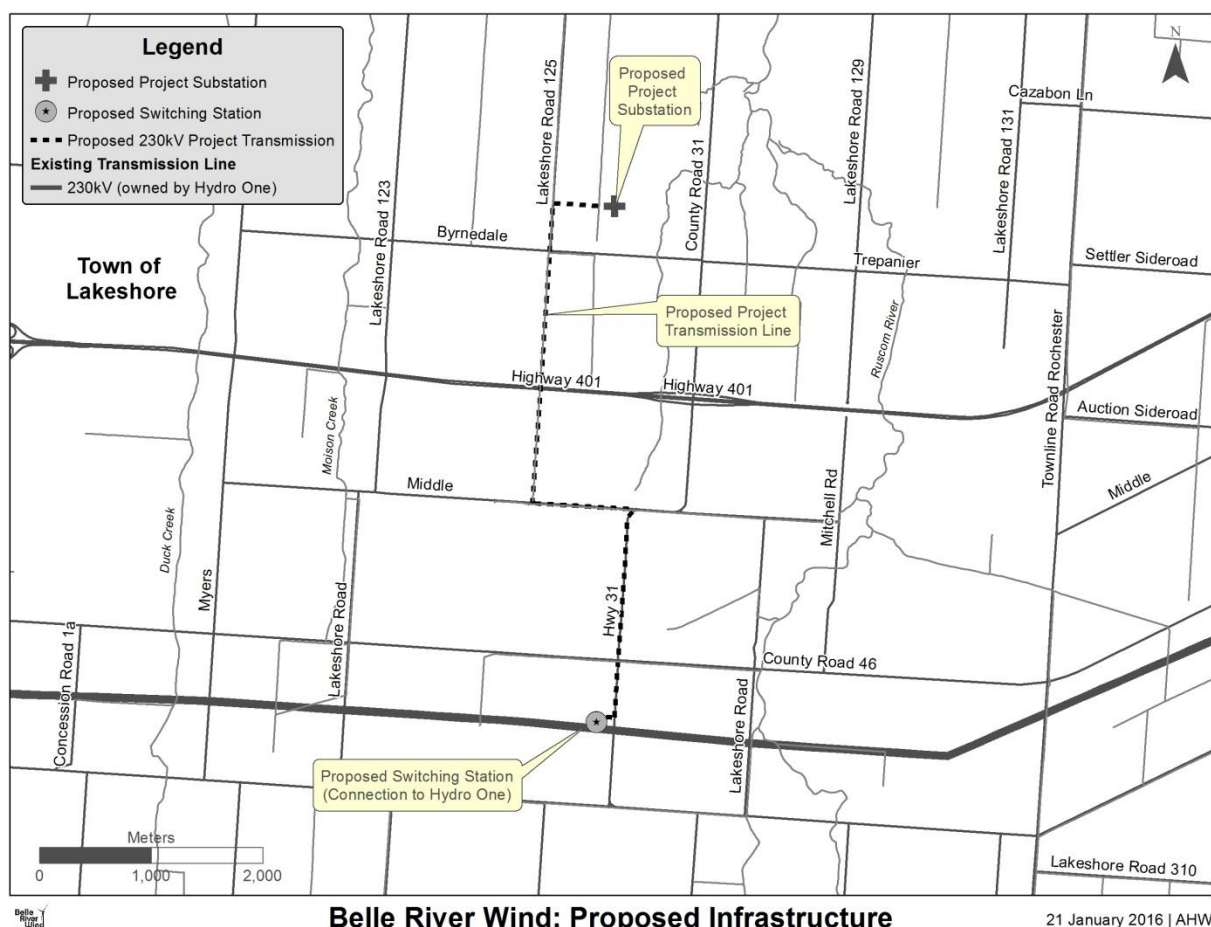 Legend
Proposed Project Substation
Proposed Switching Station
Proposed 230kV Project Transmission
Existing Transmission Line
230kV (owned by Hydro One)
N
Proposed
Project
Substation
Cazabon Ln
Lakeshore Road 123
Lakeshore Road 125
County Road 31
Lakeshore Road 129
Lakeshore Road 131
Byrnedale
Trepanier
Settler Sideroad
Town of
Lakeshore
Proposed Project
Transmission Line
Ruscom River
Townline Road Rochester
Highway 401
Highway 401
Auction Sideroad
Moison Creek
Middle
Middle
Mitchell Rd
Duck Creek
Myers
Hwy 31
Lakeshore Road
Concession Road 1a
County Road 46
Lakeshore Road
Proposed Switching Station
(Connection to Hydro One)
Meters
0
1,000
2,000
Lakeshore Road 310
Belle
River
Wind
Belle River Wind: Proposed Infrastructure
21 January 2016 | AHW